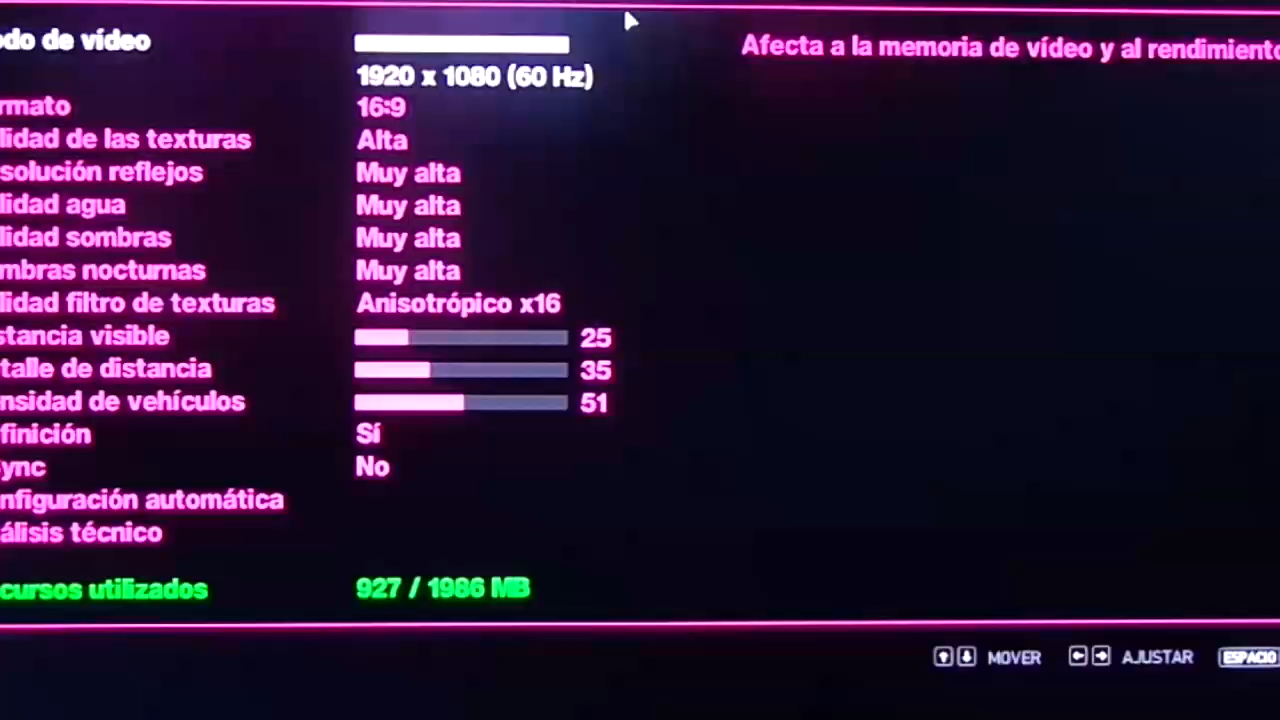 odo de vídeo
1920 x 1080 (60 Hz)
Afecta a la memoria de vídeo y al rendimiento
rmato 16:9
lidad de las texturas Alta
solución reflejos Muy alta
lidad agua Muy alta
lidad sombras Muy alta
mbras nocturnas Muy alta
lidad filtro de texturas Anisotrópico x16
stancia visible 25
talle de distancia 35
nsidad de vehículos 51
finición Sí
ync No
nfiguración automática
álisis técnico
cursos utilizados 927 / 1986 MB
MOVER AJUSTAR ESPACIO